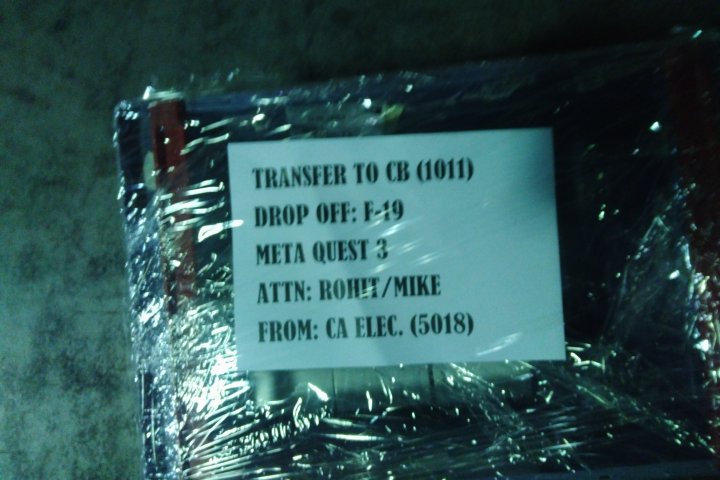 TRANSFER TO CB (1011)
DROP OFF: F-19
META QUEST 3
ATTN: ROHIT/MIKE
FROM: CA ELEC. (5018)